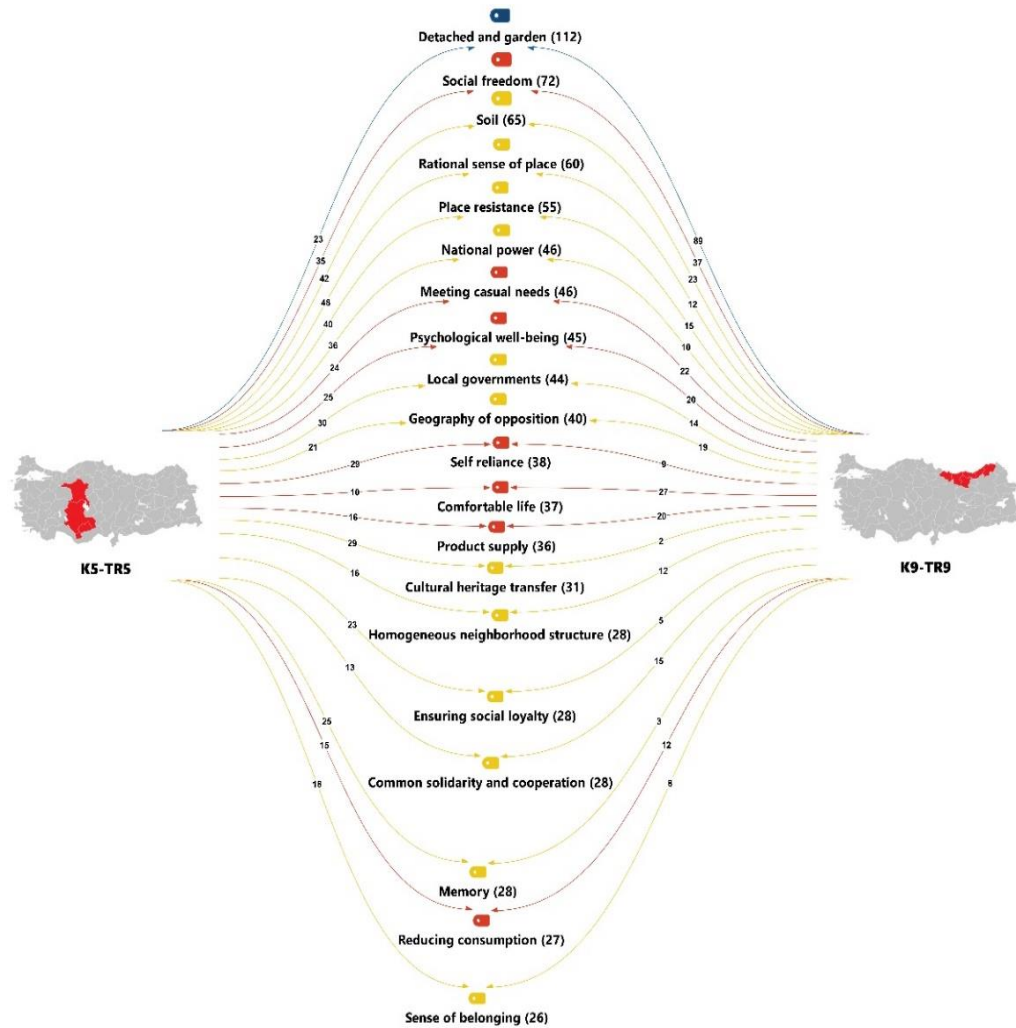 Detached and garden (112)
Social freedom (72)
Soil (65)
Rational sense of place (60)
Place resistance (55)
23
89
National power (46)
35
37
42
23
Meeting casual needs (46)
48
12
40
15
Psychological well-being (45)
36
10
24
22
Local governments (44)
25
20
Geography of opposition (40)
30
14
21
19
Self reliance (38)
29
9
10
27
Comfortable life (37)
16
20
Product supply (36)
29
2
K5-TR5
K9-TR9
16
12
Cultural heritage transfer (31)
Homogeneous neighborhood structure (28)
23
5
13
15
Ensuring social loyalty (28)
25
3
15
12
Common solidarity and cooperation (28)
18
8
Memory (28)
Reducing consumption (27)
Sense of belonging (26)